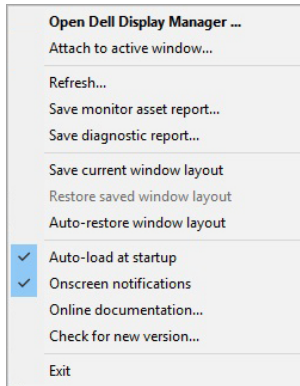 Open Dell Display Manager ...
Attach to active window...
Refresh...
Save monitor asset report...
Save diagnostic report...
Save current window layout
Restore saved window layout
Auto-restore window layout
Auto-load at startup
Onscreen notifications
Online documentation...
Check for new version...
Exit